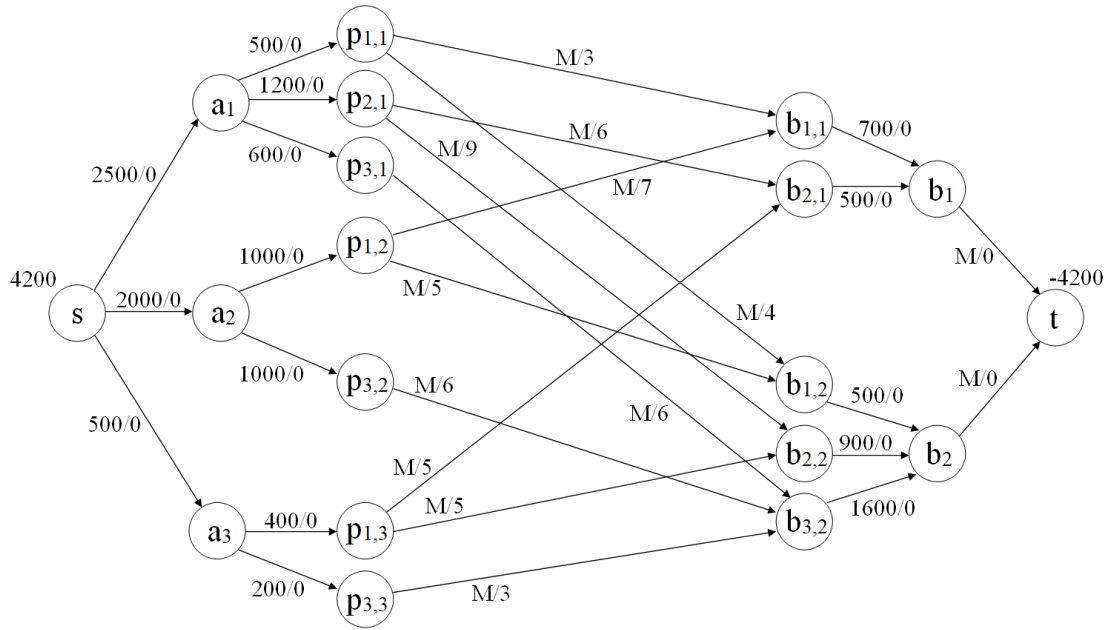 p1,1
500/0
M/3
1200/0
p2,1
a1
b1,1
700/0
M/6
M/9
600/0
p3,1
2500/0
M/7
b2,1
500/0
b1
p1,2
1000/0
M/0
4200
-4200
M/5
s
2000/0
a2
M/4
t
1000/0
p3,2
M/6
b1,2
500/0
M/0
500/0
M/6
900/0
b2,2
b2
M/5
M/5
1600/0
a3
400/0
p1,3
b3,2
200/0
p3,3
M/3